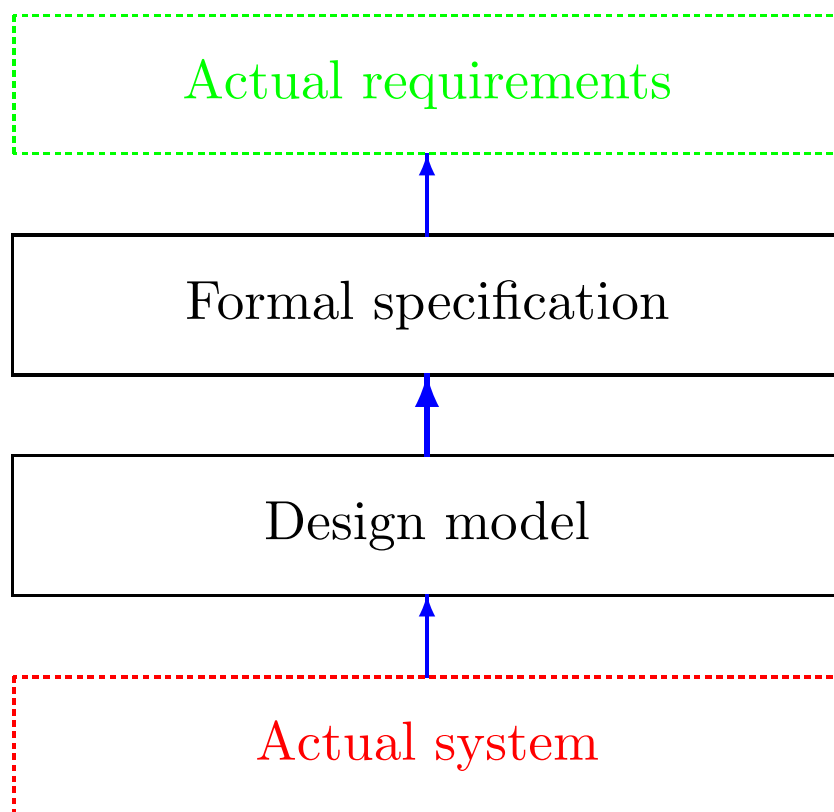 Actual requirements
Formal specification
Design model
Actual system